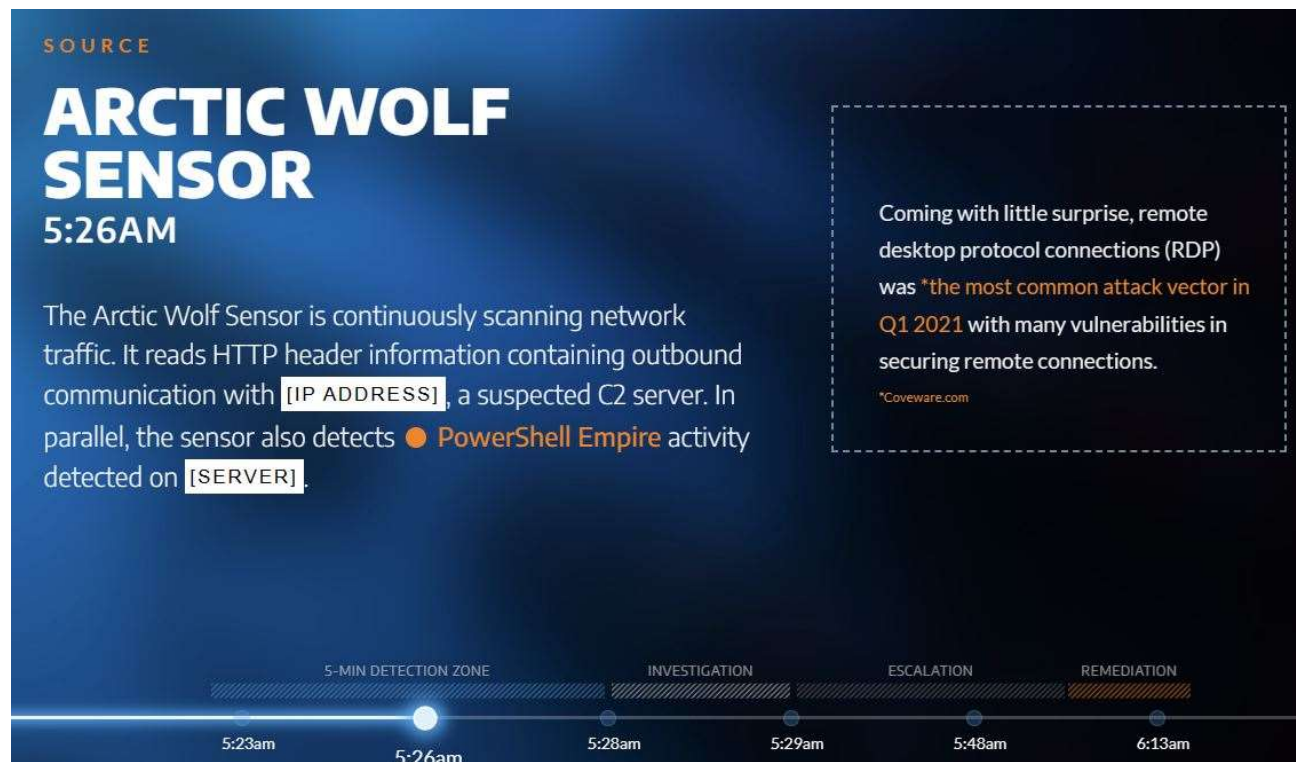 SOURCE
ARCTIC WOLF
SENSOR
5:26AM
The Arctic Wolf Sensor is continuously scanning network
traffic. It reads HTTP header information containing outbound
communication with [IP ADDRESS], a suspected C2 server. In
parallel, the sensor also detects ● PowerShell Empire activity
detected on [SERVER].
Coming with little surprise, remote
desktop protocol connections (RDP)
was *the most common attack vector in
Q1 2021 with many vulnerabilities in
securing remote connections.
*Coveware.com
5-MIN DETECTION ZONE
INVESTIGATION
ESCALATION
REMEDIATION
5:23am
5:26am
5:28am
5:29am
5:48am
6:13am